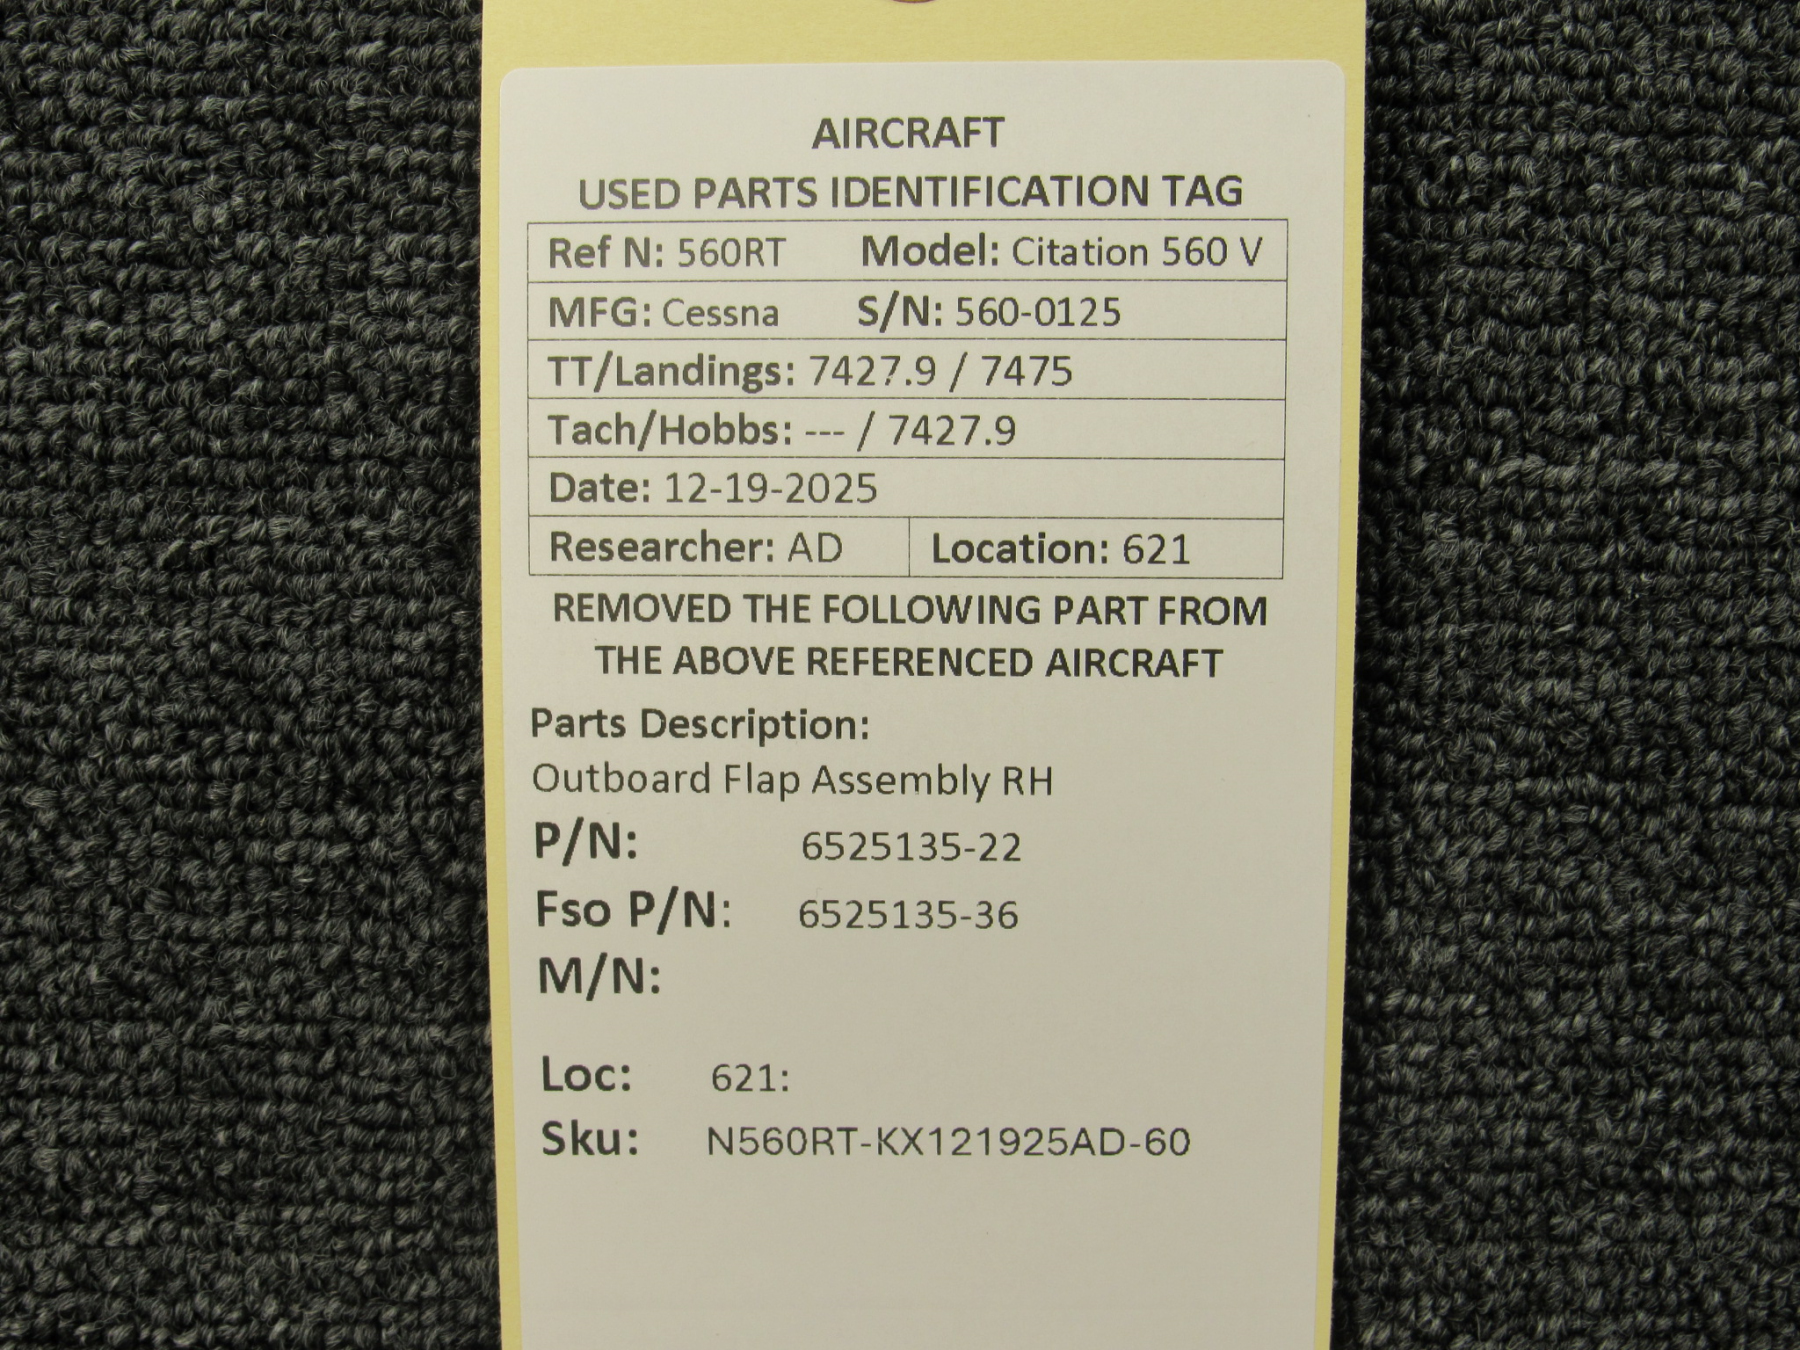 AIRCRAFT
USED PARTS IDENTIFICATION TAG
Ref N: 560RT Model: Citation 560 V
MFG: Cessna S/N: 560-0125
TT/Landings: 7427.9 / 7475
Tach/Hobbs: --- / 7427.9
Date: 12-19-2025
Researcher: AD Location: 621
REMOVED THE FOLLOWING PART FROM
THE ABOVE REFERENCED AIRCRAFT
Parts Description:
Outboard Flap Assembly RH
P/N: 6525135-22
Fso P/N: 6525135-36
M/N:
Loc: 621:
Sku: N560RT-KX121925AD-60